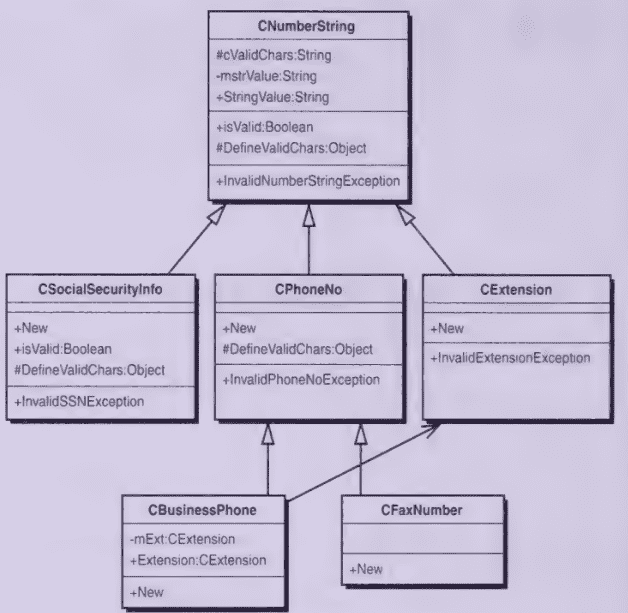 CNumberString
#cValidChars:String
-mstrValue:String
+StringValue:String
+isValid:Boolean
#DefineValidChars:Object
+InvalidNumberStringException
CSocialSecurityInfo
+New
+isValid:Boolean
#DefineValidChars:Object
+InvalidSSNException
CPhoneNo
+New
#DefineValidChars:Object
+InvalidPhoneNoException
CExtension
+New
+InvalidExtensionException
CBusinessPhone
-mExt:CExtension
+Extension:CExtension
+New
CFaxNumber
+New